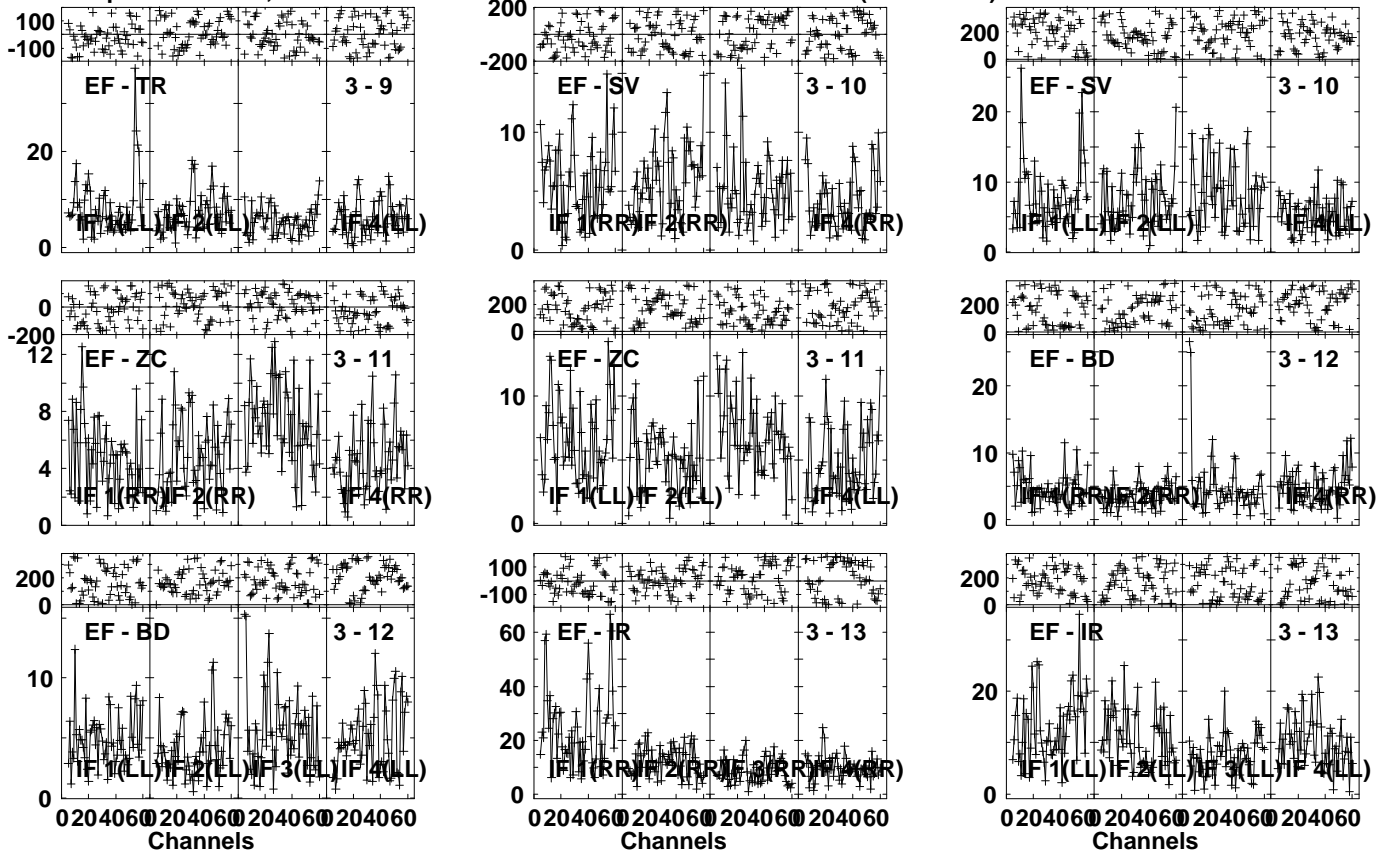 100
-100
EF - TR 3 - 9
20
0
IF 1(LL) IF 2(LL) IF 4(LL)
200
-200
EF - SV 3 - 10
10
0
IF 1(RR) IF 2(RR) IF 4(RR)
200
0
EF - SV 3 - 10
20
10
0
IF 1(LL) IF 2(LL) IF 4(LL)
0
-200
EF - ZC 3 - 11
12
8
4
0
IF 1(RR) IF 2(RR) IF 4(RR)
200
0
EF - ZC 3 - 11
10
0
IF 1(LL) IF 2(LL) IF 4(LL)
200
0
EF - BD 3 - 12
20
10
0
IF 1(RR) IF 2(RR) IF 4(RR)
200
0
EF - BD 3 - 12
10
0
IF 1(LL) IF 2(LL) IF 3(LL) IF 4(LL)
0 20 40 60 0 20 40 60 0 20 40 60 0 20 40 60
Channels
100
-100
EF - IR 3 - 13
60
40
20
0
IF 1(RR) IF 2(RR) IF 3(RR) IF 4(RR)
0 20 40 60 0 20 40 60 0 20 40 60 0 20 40 60
Channels
200
0
EF - IR 3 - 13
20
0
IF 1(LL) IF 2(LL) IF 3(LL) IF 4(LL)
0 20 40 60 0 20 40 60 0 20 40 60 0 20 40 60
Channels